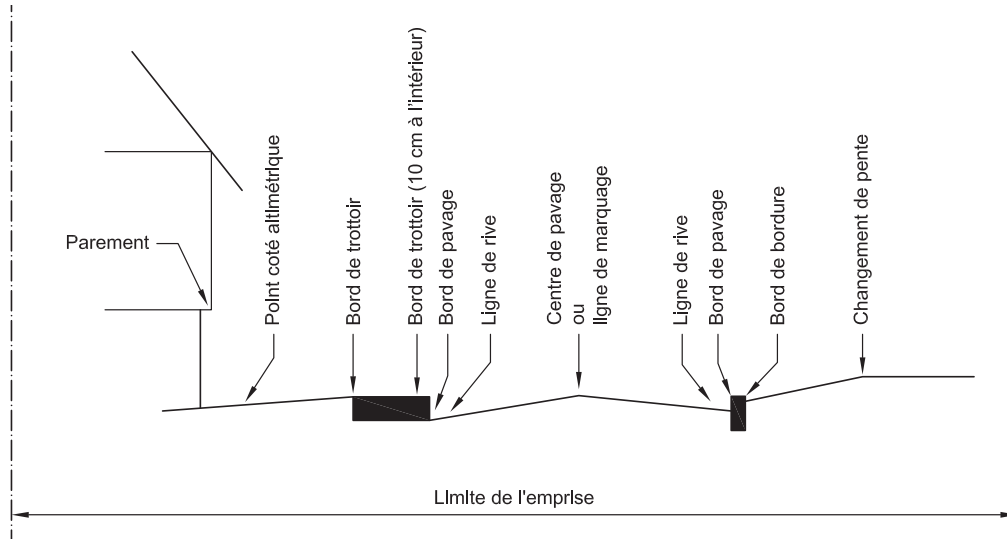 Parement
Point coté altimétrique
Bord de trottoir
Bord de trottoir (10 cm à l'intérieur)
Bord de pavage
Ligne de rive
Centre de pavage
ou
ligne de marquage
Ligne de rive
Bord de pavage
Bord de bordure
Changement de pente
Limite de l'emprise